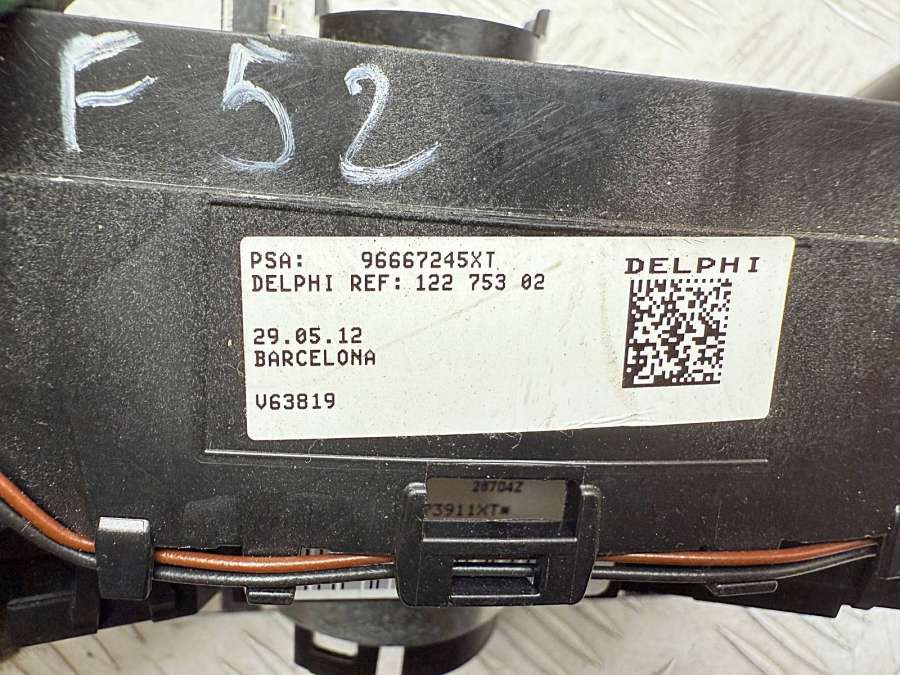 F 52
PSA: 96667245XT
DELPHI REF: 122 753 02
DELPHI
29.05.12
BARCELONA
V63819
28704Z
73911XT*